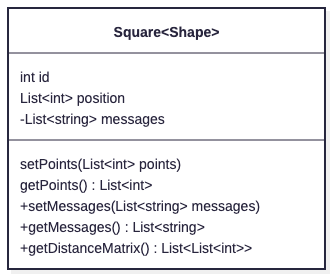 Square<Shape>
int id
List<int> position
-List<string> messages
setPoints(List<int> points)
getPoints() : List<int>
+setMessages(List<string> messages)
+getMessages() : List<string>
+getDistanceMatrix() : List<List<int>>